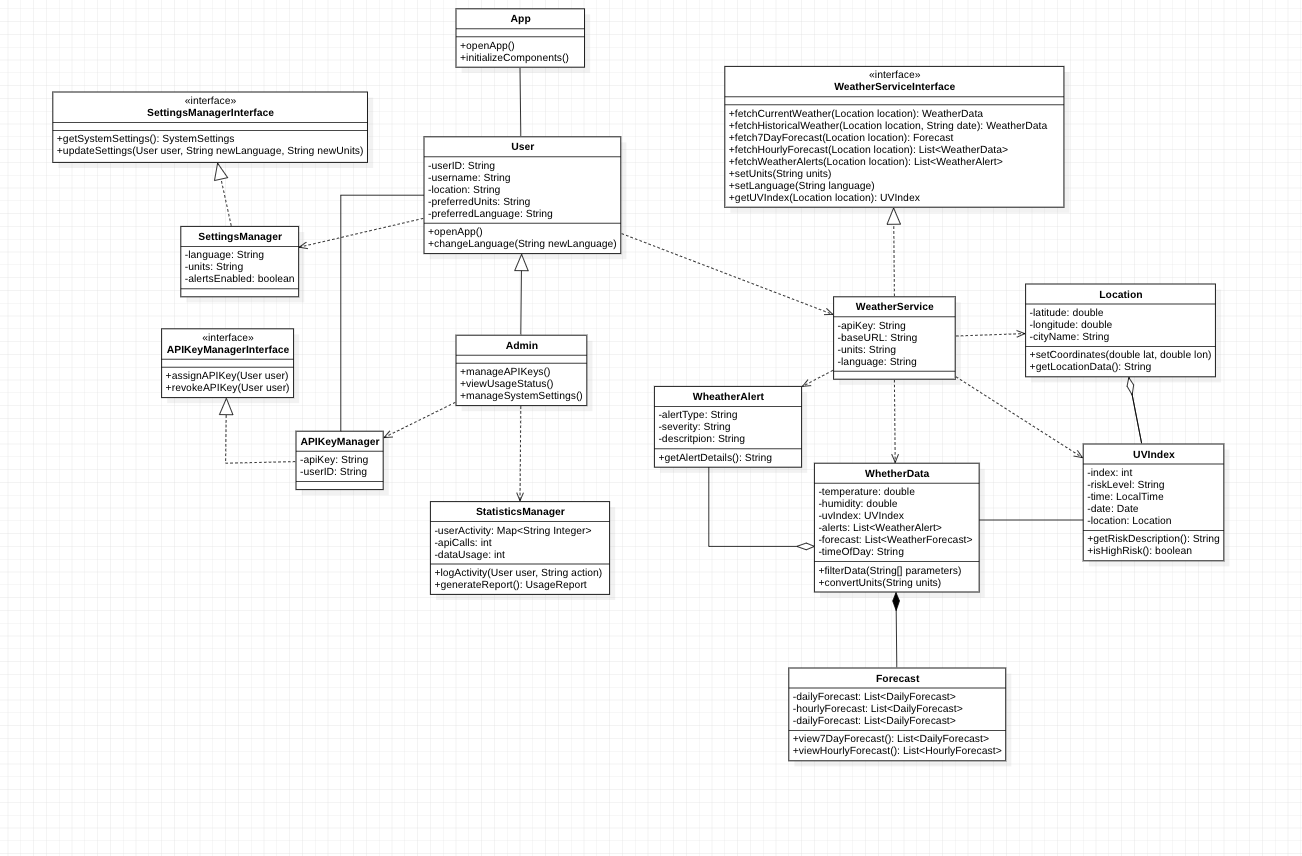 App
+openApp()
+initializeComponents()
«interface»
WeatherServiceInterface
+fetchCurrentWeather(Location location): WeatherData
+fetchHistoricalWeather(Location location, String date): WeatherData
+fetch7DayForecast(Location location): Forecast
+fetchHourlyForecast(Location location): List<WeatherData>
+fetchWeatherAlerts(Location location): List<WeatherAlert>
+setUnits(String units)
+setLanguage(String language)
+getUVIndex(Location location): UVIndex
«interface»
SettingsManagerInterface
+getSystemSettings(): SystemSettings
+updateSettings(User user, String newLanguage, String newUnits)
User
-userID: String
-username: String
-location: String
-preferredUnits: String
-preferredLanguage: String
+openApp()
+changeLanguage(String newLanguage)
SettingsManager
-language: String
-units: String
-alertsEnabled: boolean
Location
-latitude: double
-longitude: double
-cityName: String
+setCoordinates(double lat, double lon)
+getLocationData(): String
WeatherService
-apiKey: String
-baseURL: String
-units: String
-language: String
«interface»
APIKeyManagerInterface
+assignAPIKey(User user)
+revokeAPIKey(User user)
Admin
+manageAPIKeys()
+viewUsageStatus()
+manageSystemSettings()
WheatherAlert
-alertType: String
-severity: String
-descritpion: String
+getAlertDetails(): String
APIKeyManager
-apiKey: String
-userID: String
UVIndex
-index: int
-riskLevel: String
-time: LocalTime
-date: Date
-location: Location
+getRiskDescription(): String
+isHighRisk(): boolean
WhetherData
-temperature: double
-humidity: double
-uvIndex: UVIndex
-alerts: List<WeatherAlert>
-forecast: List<WeatherForecast>
-timeOfDay: String
+filterData(String[] parameters)
+convertUnits(String units)
StatisticsManager
-userActivity: Map<String Integer>
-apiCalls: int
-dataUsage: int
+logActivity(User user, String action)
+generateReport(): UsageReport
Forecast
-dailyForecast: List<DailyForecast>
-hourlyForecast: List<DailyForecast>
-dailyForecast: List<DailyForecast>
+view7DayForecast(): List<DailyForecast>
+viewHourlyForecast(): List<HourlyForecast>